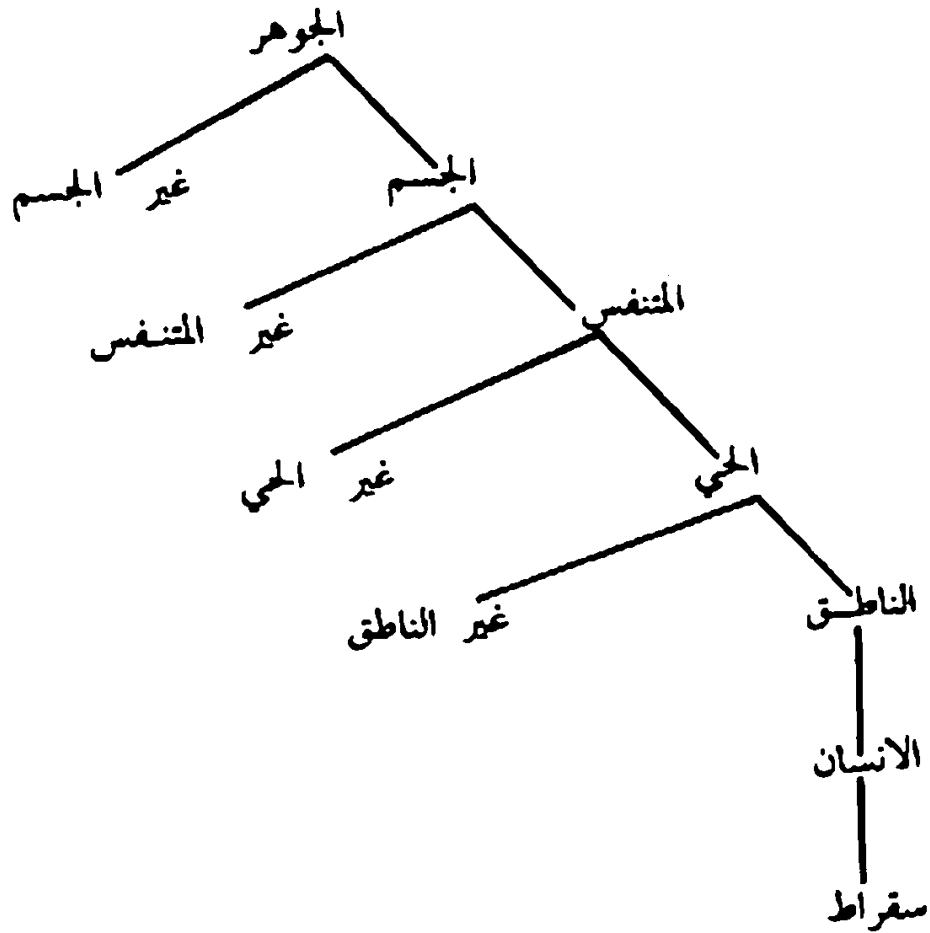 الجوهر
الجسم
غير الجسم
المتنفس
غير المتنفس
الحي
غير الحي
الناطق
غير الناطق
الانسان
سقراط